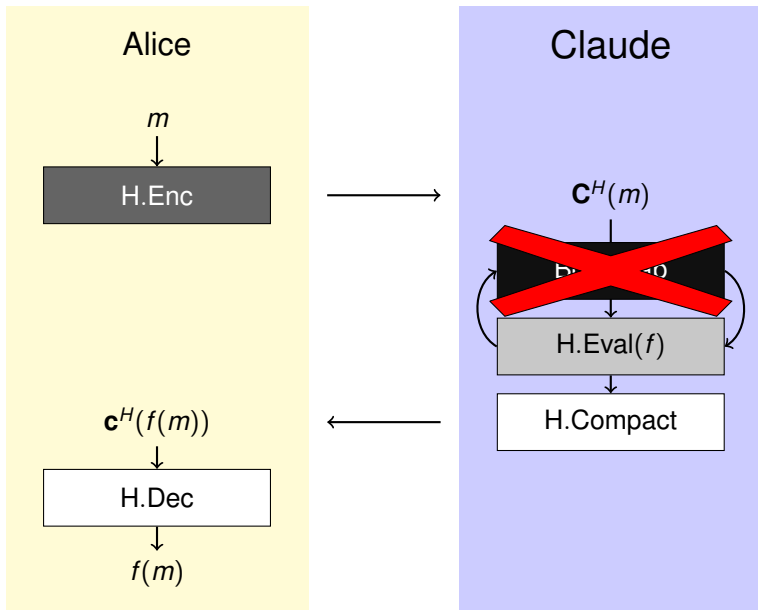 Alice
m
H.Enc
c^H(f(m))
H.Dec
f(m)
Claude
C^H(m)
H.Eval(f)
H.Compact